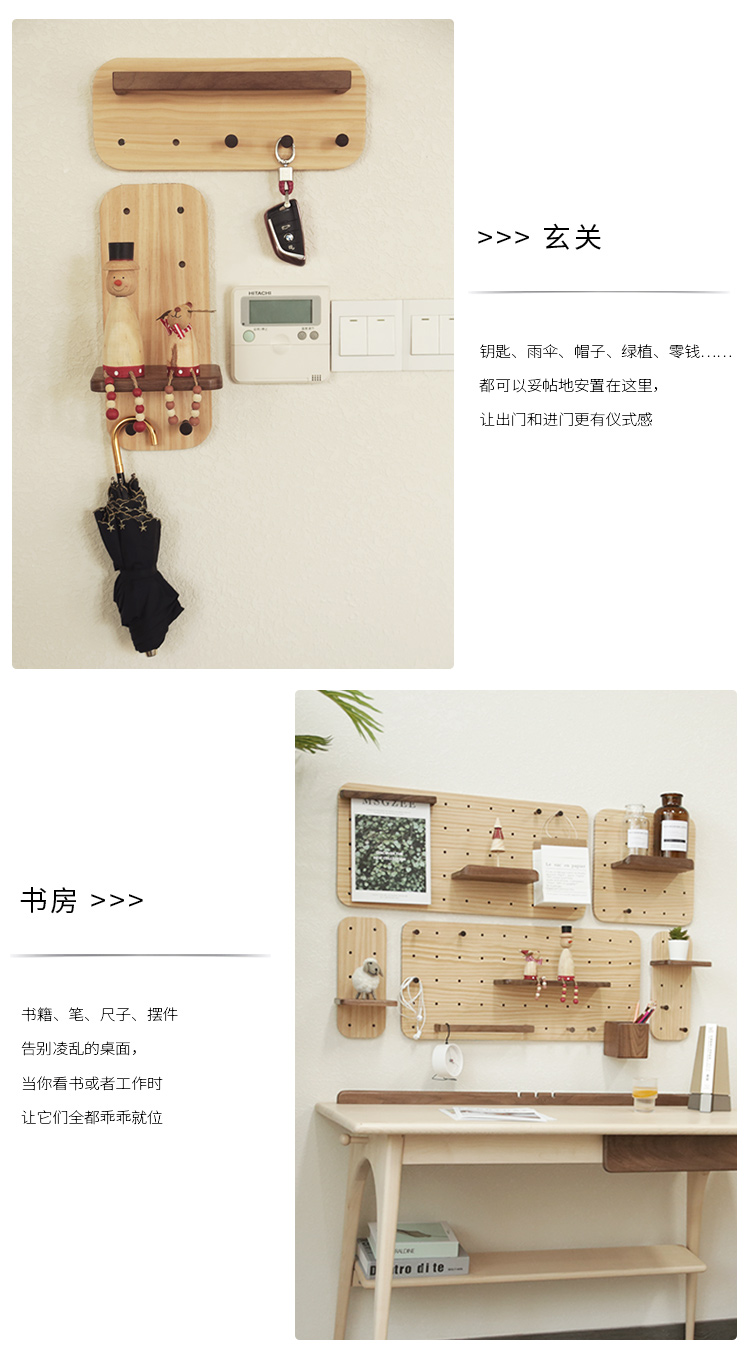 HITACHI
>>> 玄关
钥匙、雨伞、帽子、绿植、零钱……
都可以妥帖地安置在这里，
让出门和进门更有仪式感
MSGZEE
书房 >>>
书籍、笔、尺子、摆件
告别凌乱的桌面，
当你看书或者工作时
让它们全都乖乖就位